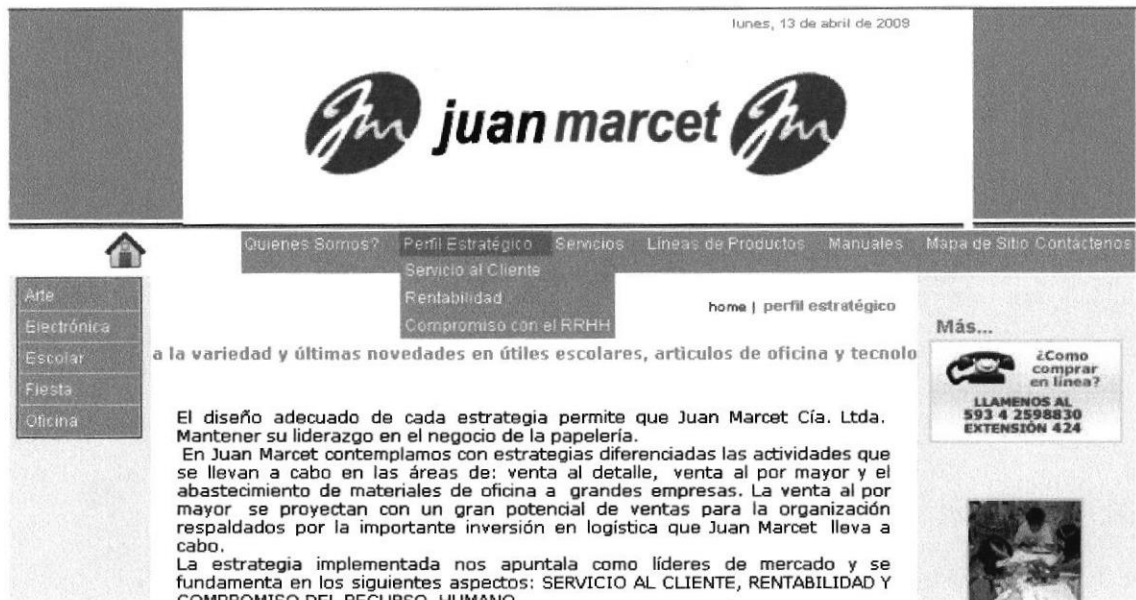 lunes, 13 de abril de 2009
Jm juan marcet Jm
Quienes Somos? Perfil Estratégico Servicios Líneas de Productos Manuales Mapa de Sitio Contáctenos
Servicio al Cliente
Rentabilidad
Compromiso con el RRHH
home | perfil estratégico
Arte
Electrónica
Escolar
Fiesta
Oficina
a la variedad y últimas novedades en útiles escolares, artículos de oficina y tecnolo
El diseño adecuado de cada estrategia permite que Juan Marcet Cía. Ltda.
Mantener su liderazgo en el negocio de la papelería.
En Juan Marcet contemplamos con estrategias diferenciadas las actividades que
se llevan a cabo en las áreas de: venta al detalle, venta al por mayor y el
abastecimiento de materiales de oficina a grandes empresas. La venta al por
mayor se proyectan con un gran potencial de ventas para la organización
respaldados por la importante inversión en logística que Juan Marcet lleva a
cabo.
La estrategia implementada nos apuntala como líderes de mercado y se
fundamenta en los siguientes aspectos: SERVICIO AL CLIENTE, RENTABILIDAD Y
COMPROMISO DEL RECURSO HUMANO
Más...
¿Como
comprar
en línea?
LLAMENOS AL
593 4 2598830
EXTENSIÓN 424